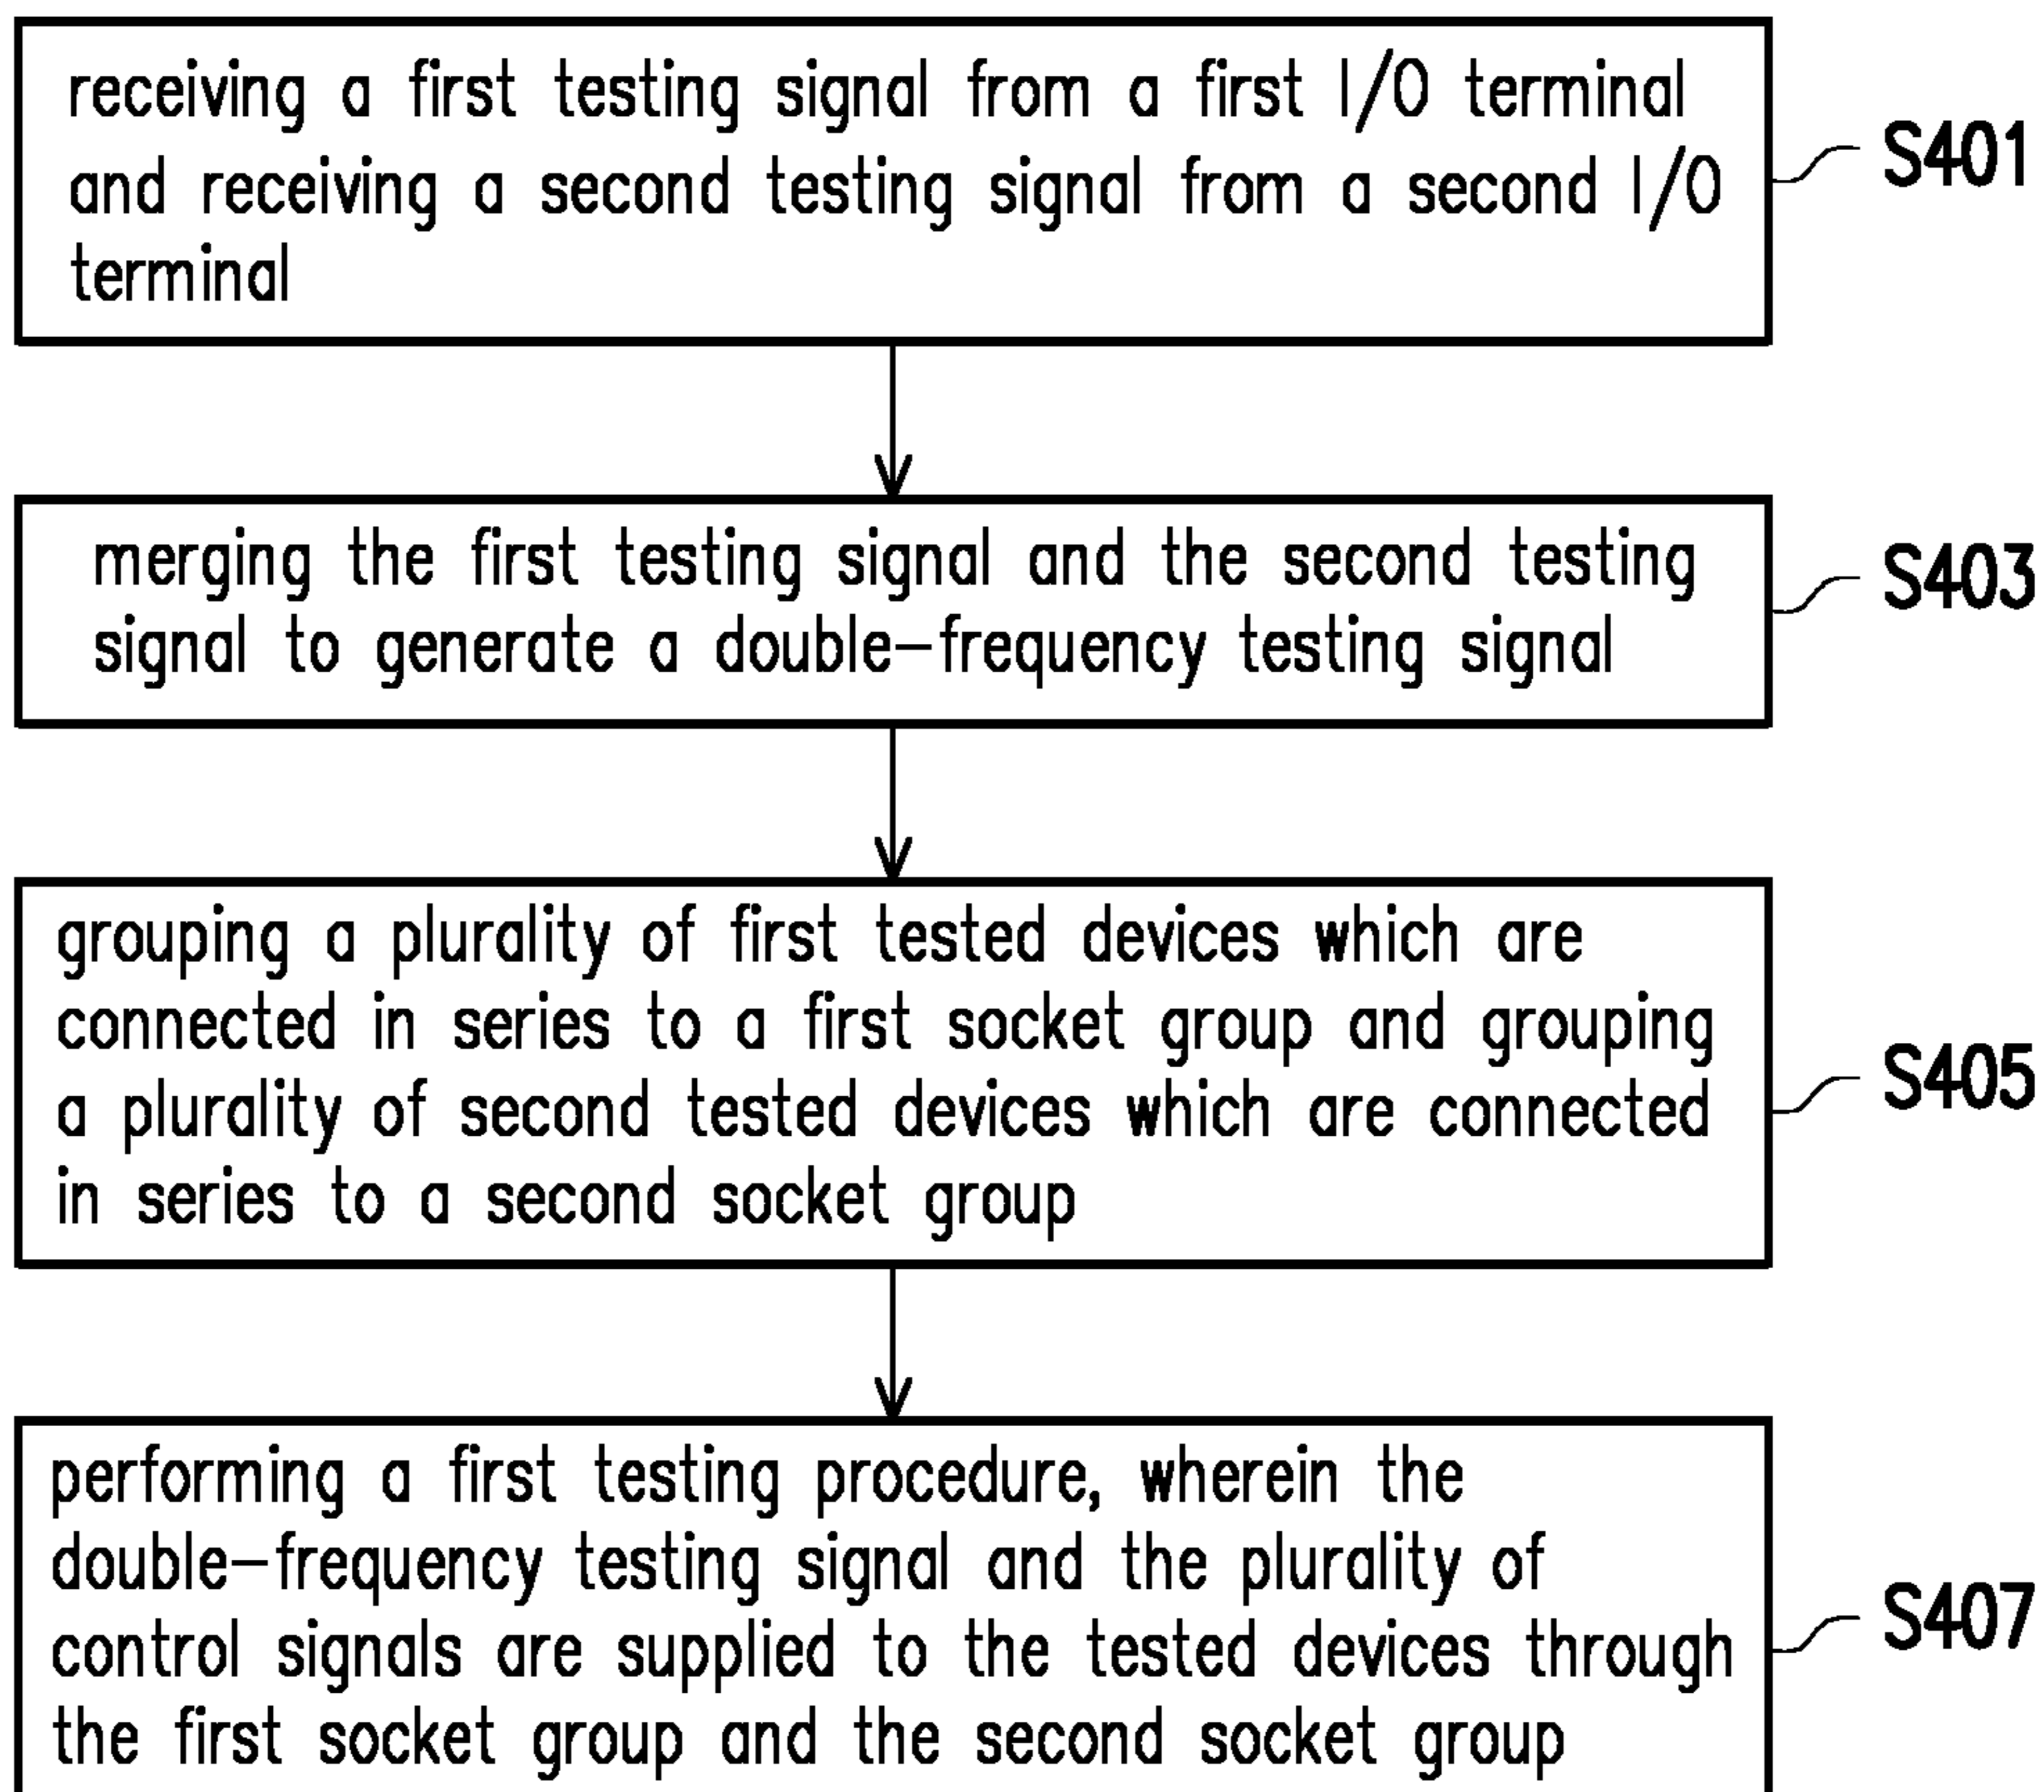 receiving a first testing signal from a first I/O terminal
and receiving a second testing signal from a second I/O
terminal
S401
merging the first testing signal and the second testing
signal to generate a double-frequency testing signal
S403
grouping a plurality of first tested devices which are
connected in series to a first socket group and grouping
a plurality of second tested devices which are connected
in series to a second socket group
S405
performing a first testing procedure, wherein the
double-frequency testing signal and the plurality of
control signals are supplied to the tested devices through
the first socket group and the second socket group
S407